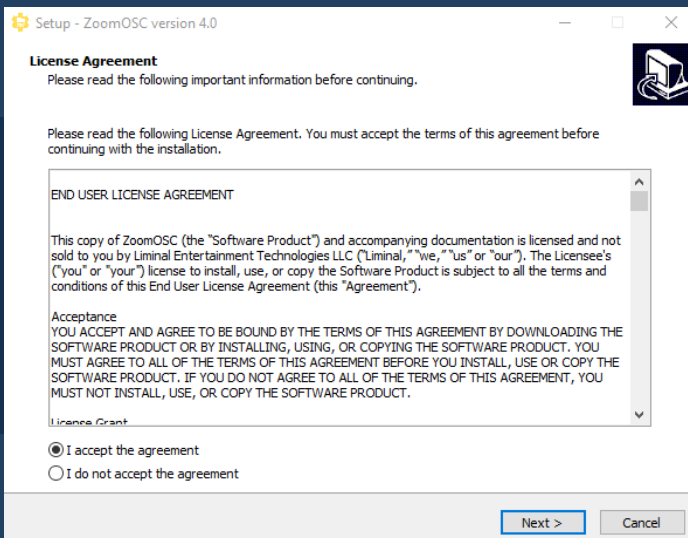 Setup - ZoomOSC version 4.0
License Agreement
Please read the following important information before continuing.
Please read the following License Agreement. You must accept the terms of this agreement before
continuing with the installation.
END USER LICENSE AGREEMENT
This copy of ZoomOSC (the “Software Product”) and accompanying documentation is licensed and not
sold to you by Liminal Entertainment Technologies LLC (“Liminal,” “we,” “us” or “our”). The Licensee's
("you" or "your") license to install, use, or copy the Software Product is subject to all the terms and
conditions of this End User License Agreement (this "Agreement").
Acceptance
YOU ACCEPT AND AGREE TO BE BOUND BY THE TERMS OF THIS AGREEMENT BY DOWNLOADING THE
SOFTWARE PRODUCT OR BY INSTALLING, USING, OR COPYING THE SOFTWARE PRODUCT. YOU
MUST AGREE TO ALL OF THE TERMS OF THIS AGREEMENT BEFORE YOU INSTALL, USE OR COPY THE
SOFTWARE PRODUCT. IF YOU DO NOT AGREE TO ALL OF THE TERMS OF THIS AGREEMENT, YOU
MUST NOT INSTALL, USE, OR COPY THE SOFTWARE PRODUCT.
License Grant
I accept the agreement
I do not accept the agreement
Next >
Cancel